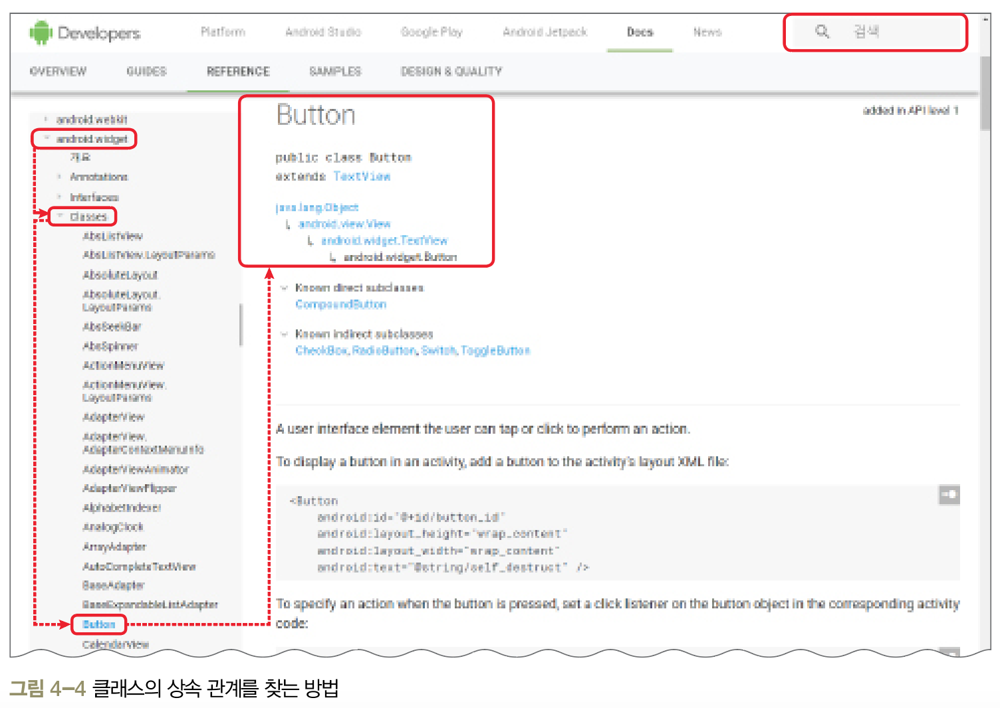 Developers
Platform
Android Studio
Google Play
Android Jetpack
Docs
News
검색
OVERVIEW
GUIDES
REFERENCE
SAMPLES
DESIGN & QUALITY
android.webkit
android.widget
개요
Annotations
Interfaces
Classes
AbsListView
AbsListView.LayoutParams
AbsoluteLayout
AbsoluteLayout.
LayoutParams
AbsSeekBar
AbsSpinner
ActionMenuView
ActionMenuView.
LayoutParams
AdapterView
AdapterView.
AdapterContextMenuInfo
AdapterViewAnimator
AdapterViewFlipper
AlphabetIndexer
AnalogClock
ArrayAdapter
AutoCompleteTextView
BaseAdapter
BaseExpandableListAdapter
Button
CalendarView
Button
added in API level 1
public class Button
extends TextView
java.lang.Object
android.view.View
android.widget.TextView
android.widget.Button
Known direct subclasses
CompoundButton
Known indirect subclasses
CheckBox, RadioButton, Switch, ToggleButton
A user interface element the user can tap or click to perform an action.
To display a button in an activity, add a button to the activity's layout XML file:
<Button
android:id="@+id/button_id"
android:layout_height="wrap_content"
android:layout_width="wrap_content"
android:text="@string/self_destruct" />
To specify an action when the button is pressed, set a click listener on the button object in the corresponding activity
code:
그림 4-4 클래스의 상속 관계를 찾는 방법